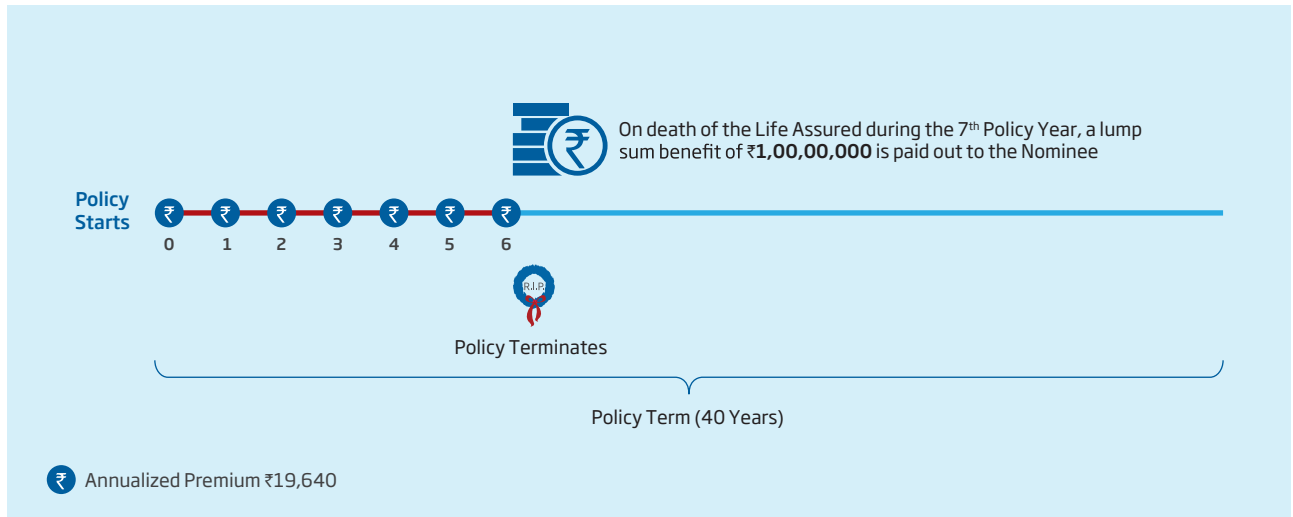 ₹
On death of the Life Assured during the 7th Policy Year, a lump
sum benefit of ₹1,00,00,000 is paid out to the Nominee
Policy
Starts
₹ ₹ ₹ ₹ ₹ ₹ ₹
0 1 2 3 4 5 6
R.I.P.
Policy Terminates
Policy Term (40 Years)
₹ Annualized Premium ₹19,640